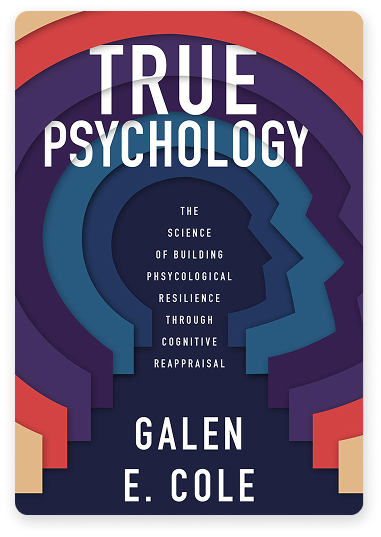 TRUE
PSYCHOLOGY
THE
SCIENCE
OF BUILDING
PHSYCOLOGICAL
RESILIENCE
THROUGH
COGNITIVE
REAPPRAISAL
GALEN
E. COLE